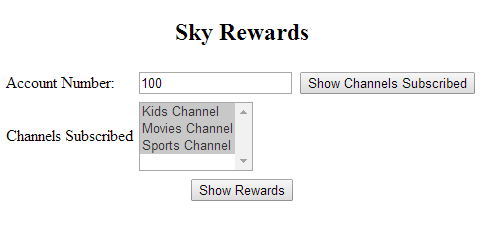 Sky Rewards
Account Number: 100 Show Channels Subscribed
Channels Subscribed
Kids Channel
Movies Channel
Sports Channel
Show Rewards